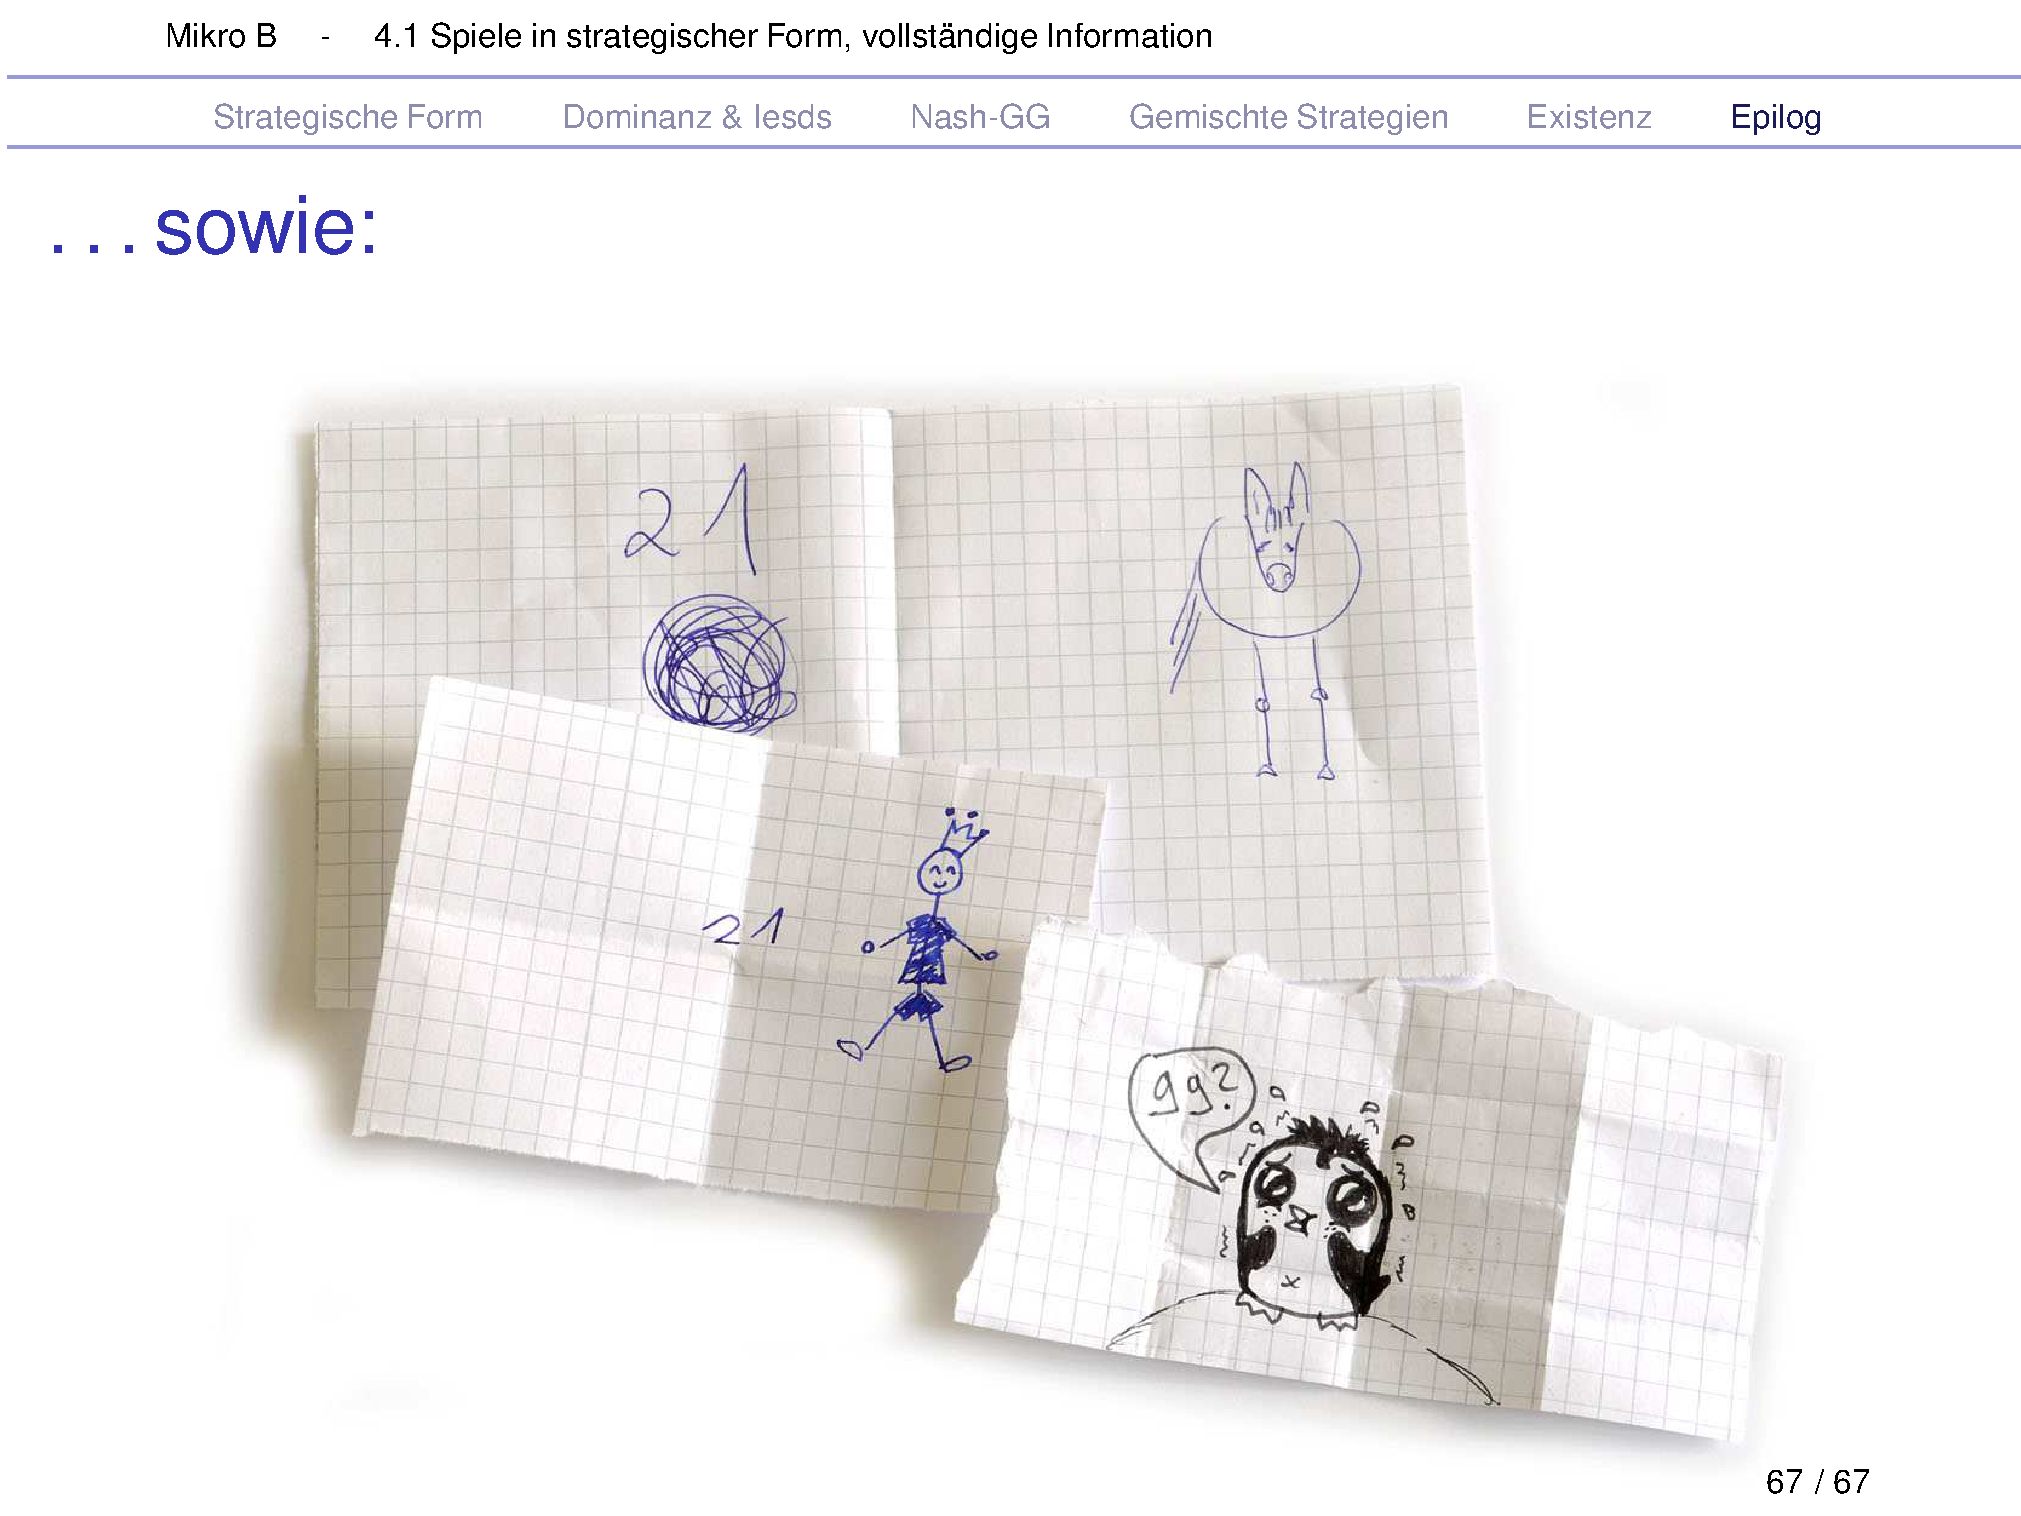 Mikro B - 4.1 Spiele in strategischer Form, vollständige Information
Strategische Form Dominanz & Iesds Nash-GG Gemischte Strategien Existenz Epilog
. . . sowie:
21
21
99?
67 / 67